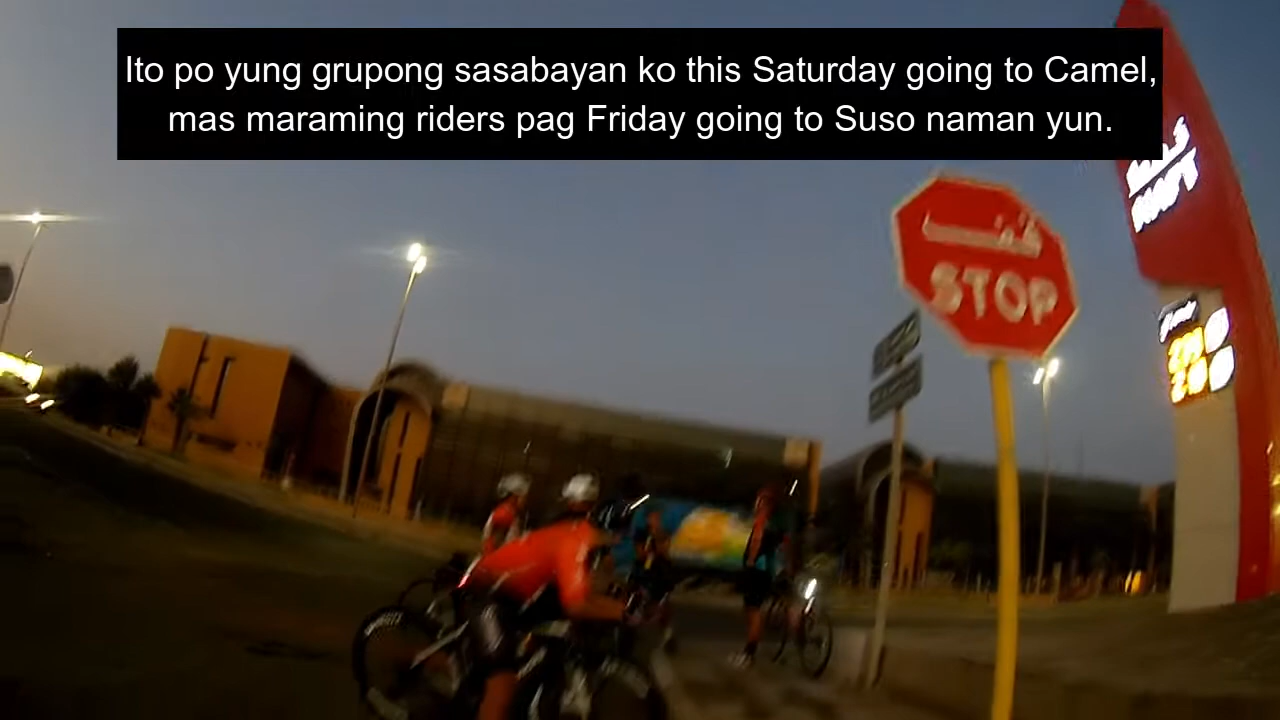 Ito po yung grupong sasabayan ko this Saturday going to Camel,
mas maraming riders pag Friday going to Suso naman yun.
قف
STOP